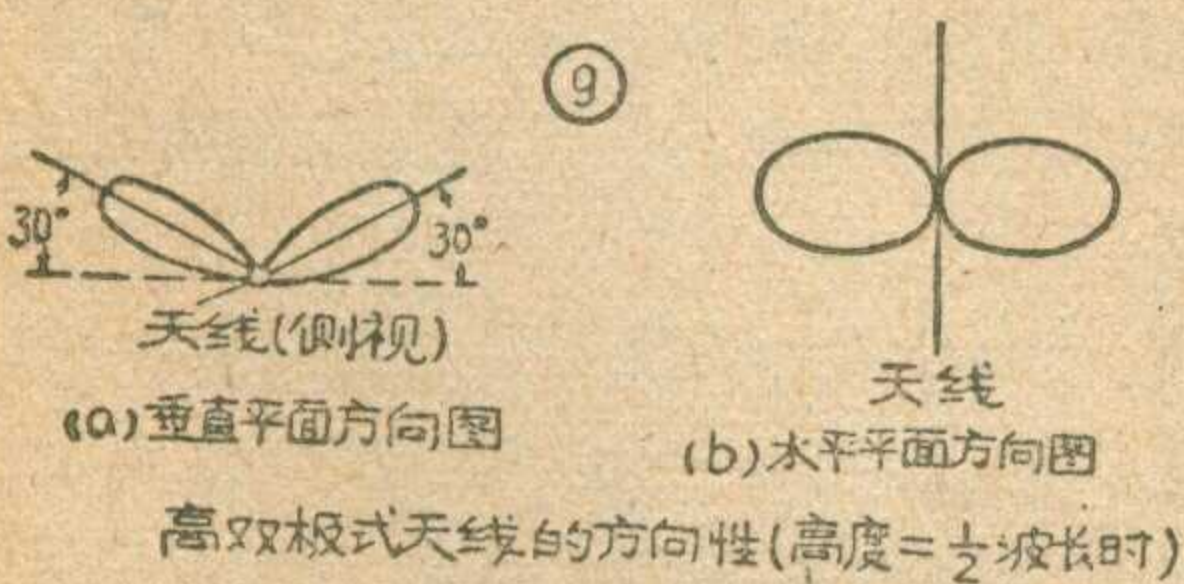 9
30°
30°
天线(侧视)
(a)垂直平面方向图
天线
(b)水平平面方向图
高双极式天线的方向性(高度=½波长时)